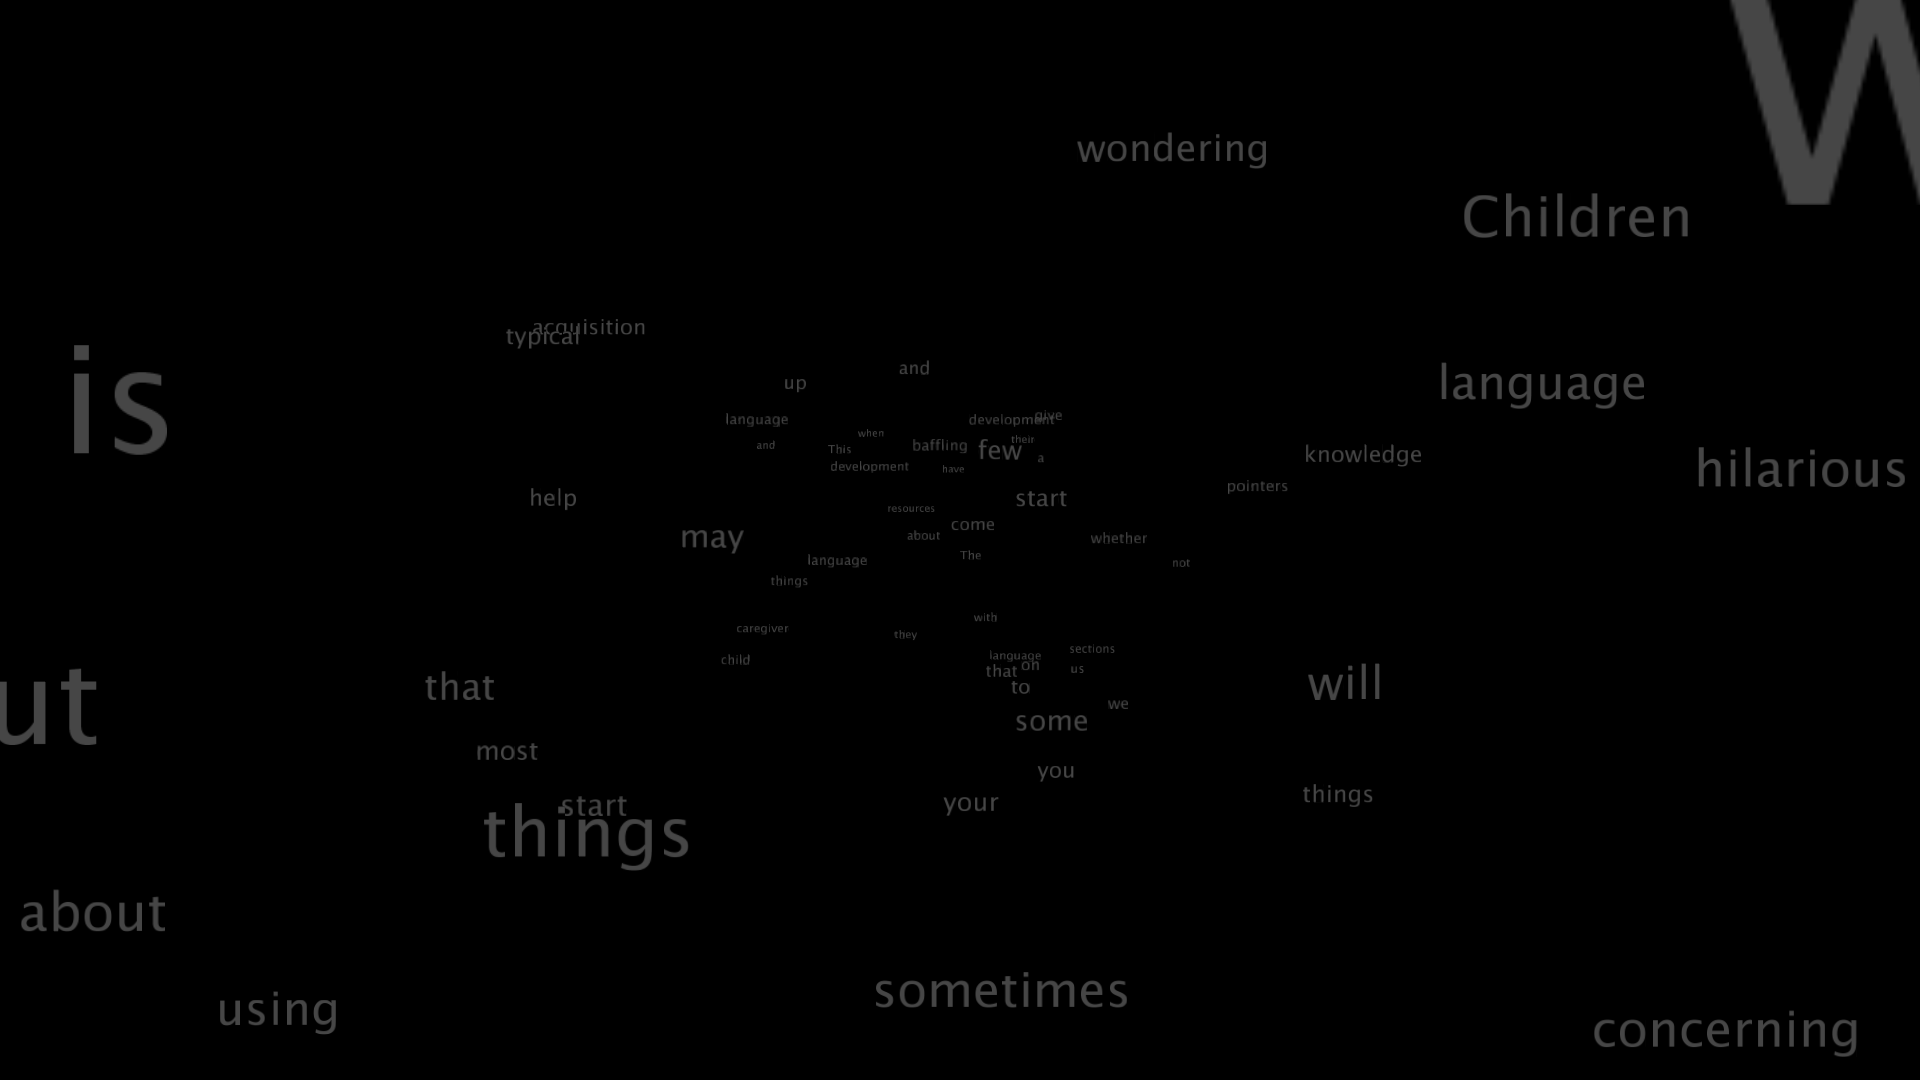 W
wondering
Children
acquisition
typical
is
and
up
language
language
development
give
when
their
and
This
baffling
few
a
knowledge
development
have
hilarious
pointers
help
start
resources
come
may
about
whether
The
language
not
things
with
caregiver
they
sections
language
child
that
on
us
that
to
will
ut
we
some
most
you
things
start
your
things
about
sometimes
using
concerning